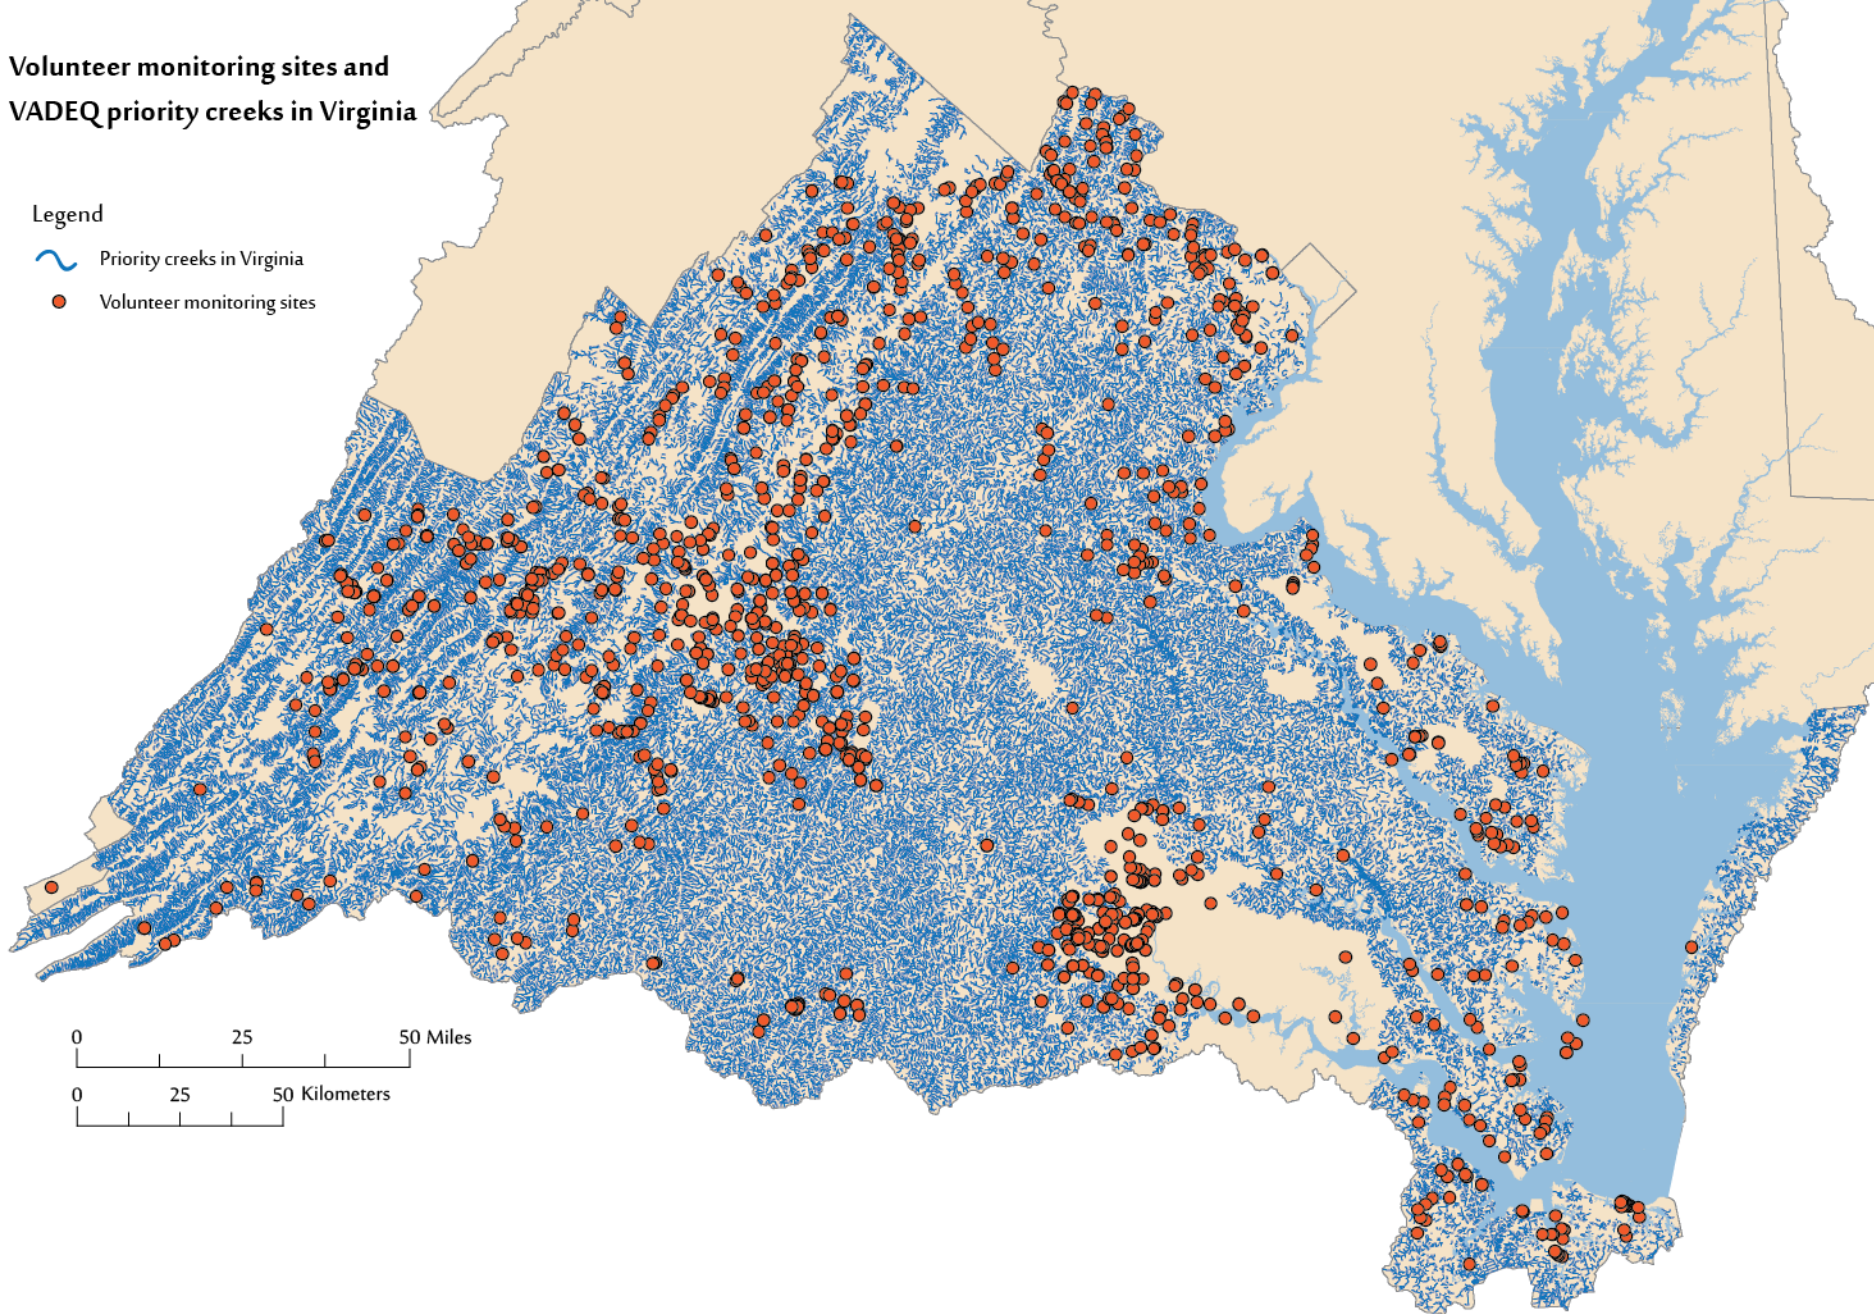 Volunteer monitoring sites and
VADEQ priority creeks in Virginia
Legend
Priority creeks in Virginia
Volunteer monitoring sites
0 25 50 Miles
0 25 50 Kilometers